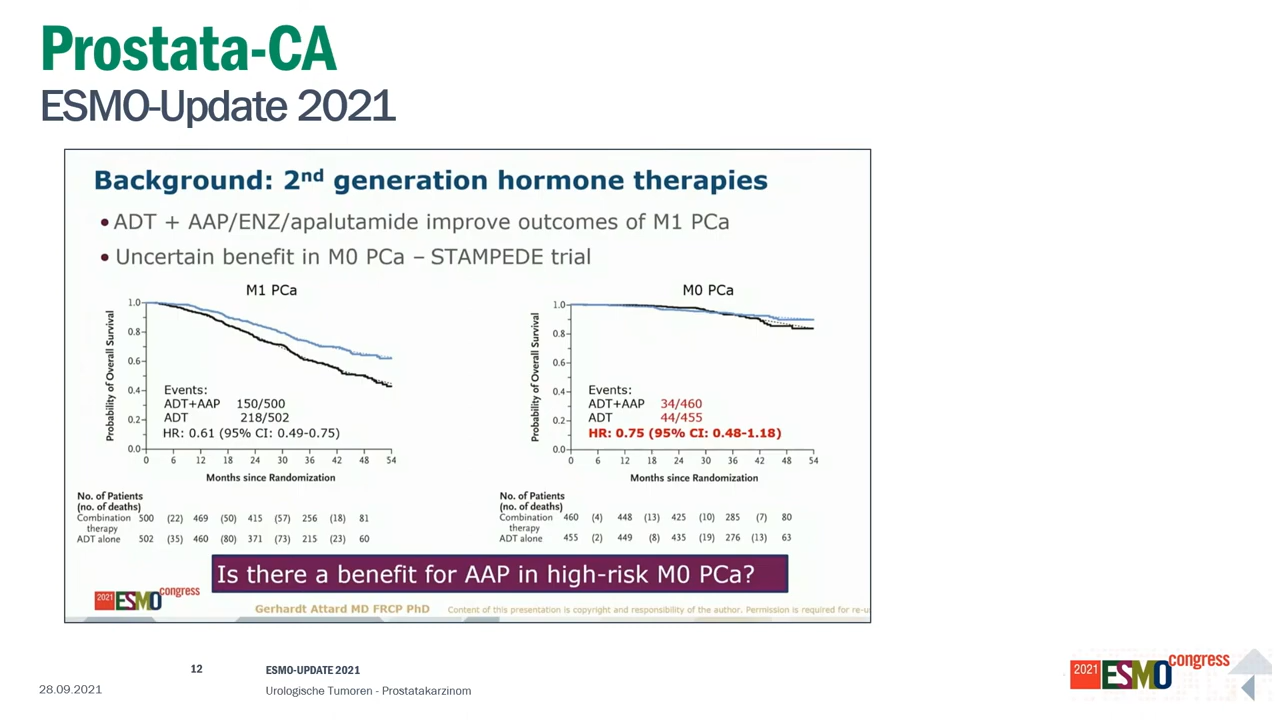 Prostata-CA
ESMO-Update 2021
Background: 2nd generation hormone therapies
• ADT + AAP/ENZ/apalutamide improve outcomes of M1 PCa
• Uncertain benefit in M0 PCa – STAMPEDE trial
M1 PCa
Probability of Overall Survival
1.0
0.8
0.6
0.4
0.2
0.0
Events:
ADT+AAP 150/500
ADT 218/502
HR: 0.61 (95% CI: 0.49-0.75)
0 6 12 18 24 30 36 42 48 54
Months since Randomization
No. of Patients
(no. of deaths)
Combination 500 (22) 469 (50) 415 (57) 256 (18) 81
therapy
ADT alone 502 (35) 460 (80) 371 (73) 215 (23) 60
M0 PCa
Probability of Overall Survival
1.0
0.8
0.6
0.4
0.2
0.0
Events:
ADT+AAP 34/460
ADT 44/455
HR: 0.75 (95% CI: 0.48-1.18)
0 6 12 18 24 30 36 42 48 54
Months since Randomization
No. of Patients
(no. of deaths)
Combination 460 (4) 448 (13) 425 (10) 285 (7) 80
therapy
ADT alone 455 (2) 449 (8) 435 (19) 276 (13) 63
Is there a benefit for AAP in high-risk M0 PCa?
2021 ESMO congress
Gerhardt Attard MD FRCP PhD
Content of this presentation is copyright and responsibility of the author. Permission is required for re-u
12
ESMO-UPDATE 2021
28.09.2021
Urologische Tumoren - Prostatakarzinom
2021 ESMO congress